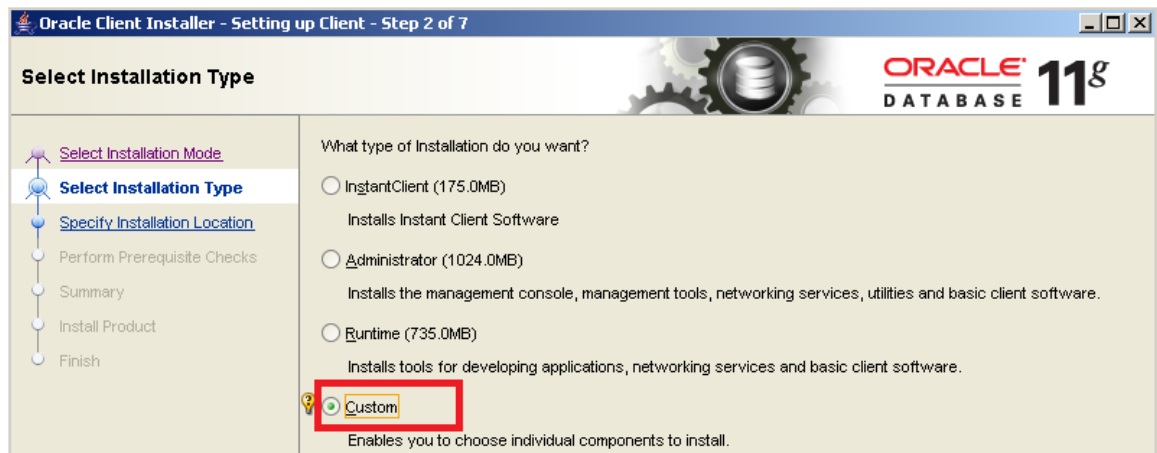 Oracle Client Installer - Setting up Client - Step 2 of 7
Select Installation Type
ORACLE
DATABASE
11g
Select Installation Mode
Select Installation Type
Specify Installation Location
Perform Prerequisite Checks
Summary
Install Product
Finish
What type of Installation do you want?
InstantClient (175.0MB)
Installs Instant Client Software
Administrator (1024.0MB)
Installs the management console, management tools, networking services, utilities and basic client software.
Runtime (735.0MB)
Installs tools for developing applications, networking services and basic client software.
Custom
Enables you to choose individual components to install.